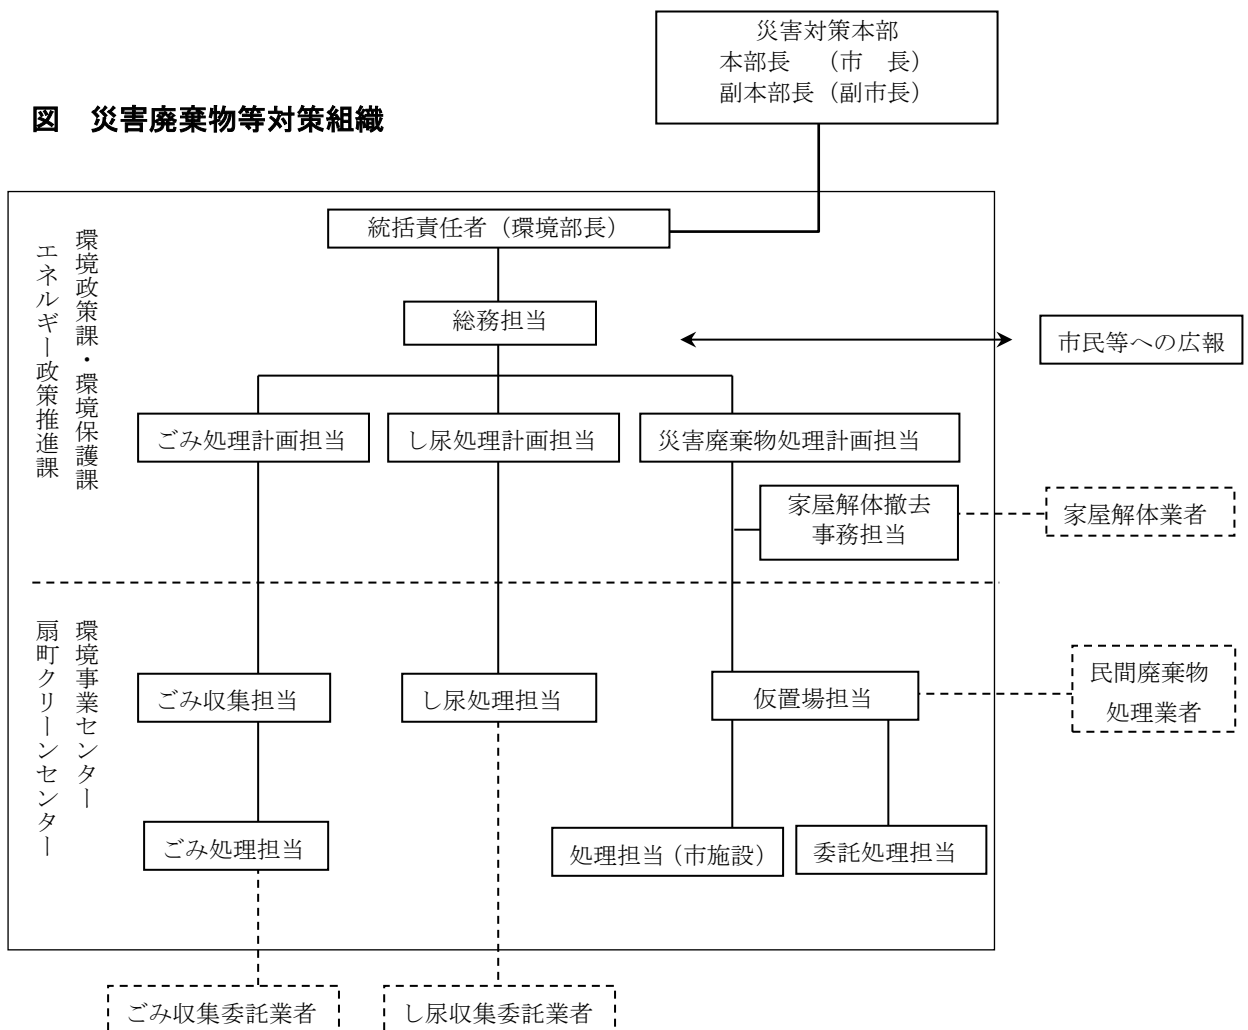 災害対策本部
本部長　（市　長）
副本部長（副市長）
図　災害廃棄物等対策組織
統括責任者（環境部長）
環境政策課・環境保護課
エネルギー政策推進課
総務担当
市民等への広報
ごみ処理計画担当
し尿処理計画担当
災害廃棄物処理計画担当
家屋解体撤去
事務担当
家屋解体業者
環境事業センター
扇町クリーンセンター
ごみ収集担当
し尿処理担当
仮置場担当
民間廃棄物
処理業者
ごみ処理担当
処理担当（市施設）
委託処理担当
ごみ収集委託業者
し尿収集委託業者